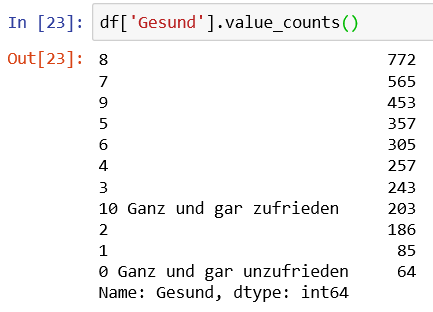 In [23]: df['Gesund'].value_counts()
Out[23]: 8 772
7 565
9 453
5 357
6 305
4 257
3 243
10 Ganz und gar zufrieden 203
2 186
1 85
0 Ganz und gar unzufrieden 64
Name: Gesund, dtype: int64